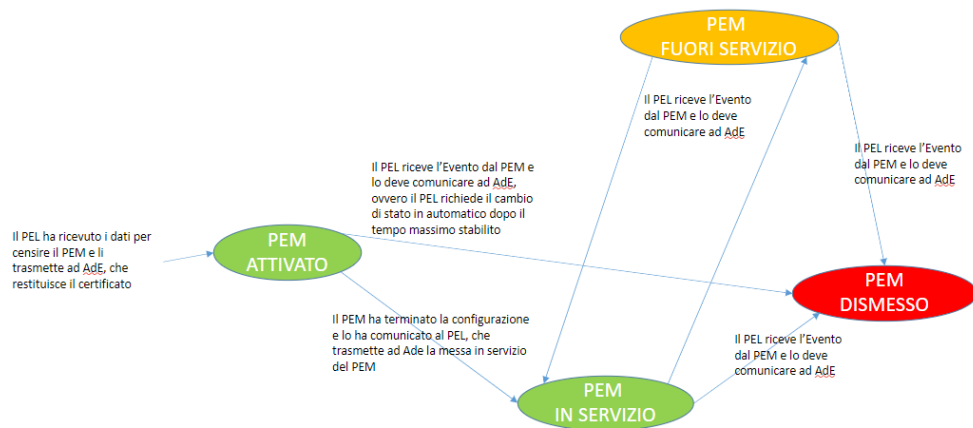 PEM
FUORI SERVIZIO
Il PEL riceve l'Evento
dal PEM e lo deve
comunicare ad AdE
Il PEL riceve l'Evento
dal PEM e lo deve
comunicare ad AdE
Il PEL riceve l'Evento dal PEM e
lo deve comunicare ad AdE,
ovvero il PEL richiede il cambio
di stato in automatico dopo il
tempo massimo stabilito
Il PEL ha ricevuto i dati per
censire il PEM e li
trasmette ad AdE, che
restituisce il certificato
PEM
ATTIVATO
PEM
DISMESSO
Il PEM ha terminato la configurazione
e lo ha comunicato al PEL, che
trasmette ad Ade la messa in servizio
del PEM
Il PEL riceve l'Evento
dal PEM e lo deve
comunicare ad AdE
PEM
IN SERVIZIO